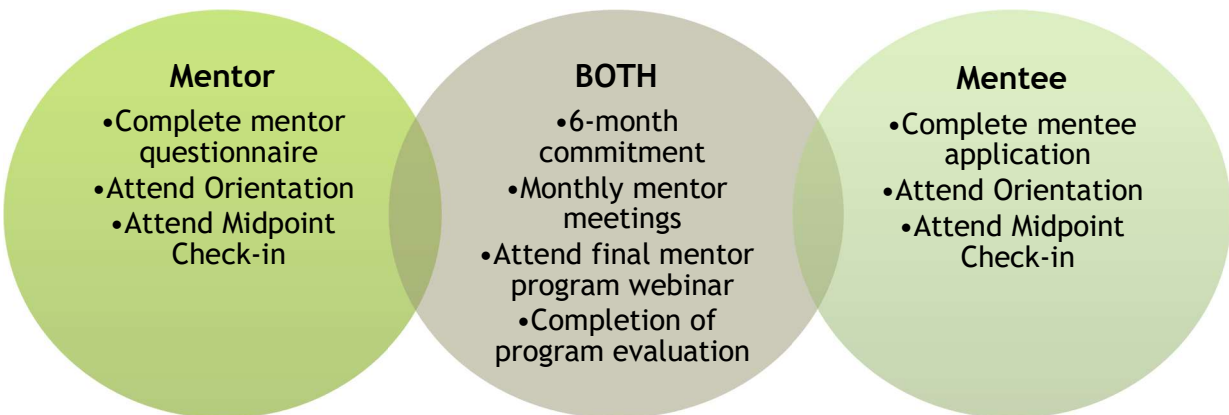 Mentor
•Complete mentor
questionnaire
•Attend Orientation
•Attend Midpoint
Check-in
BOTH
•6-month
commitment
•Monthly mentor
meetings
•Attend final mentor
program webinar
•Completion of
program evaluation
Mentee
•Complete mentee
application
•Attend Orientation
•Attend Midpoint
Check-in